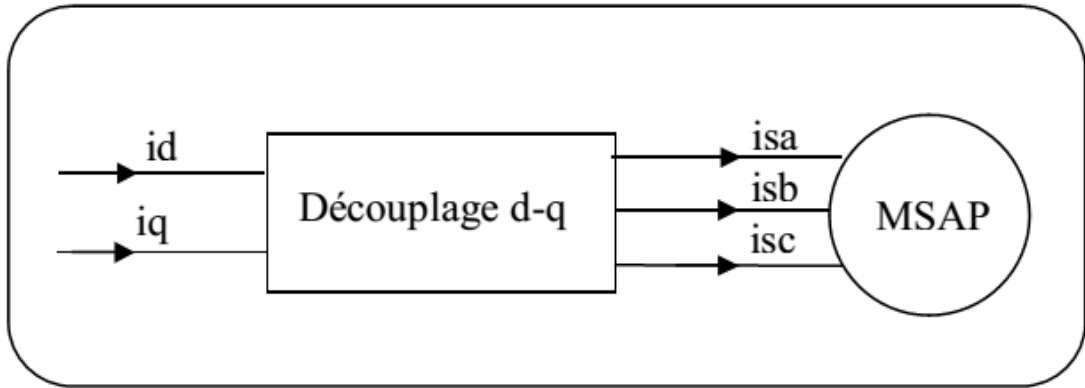 id
iq
Découplage d-q
isa
isb
isc
MSAP